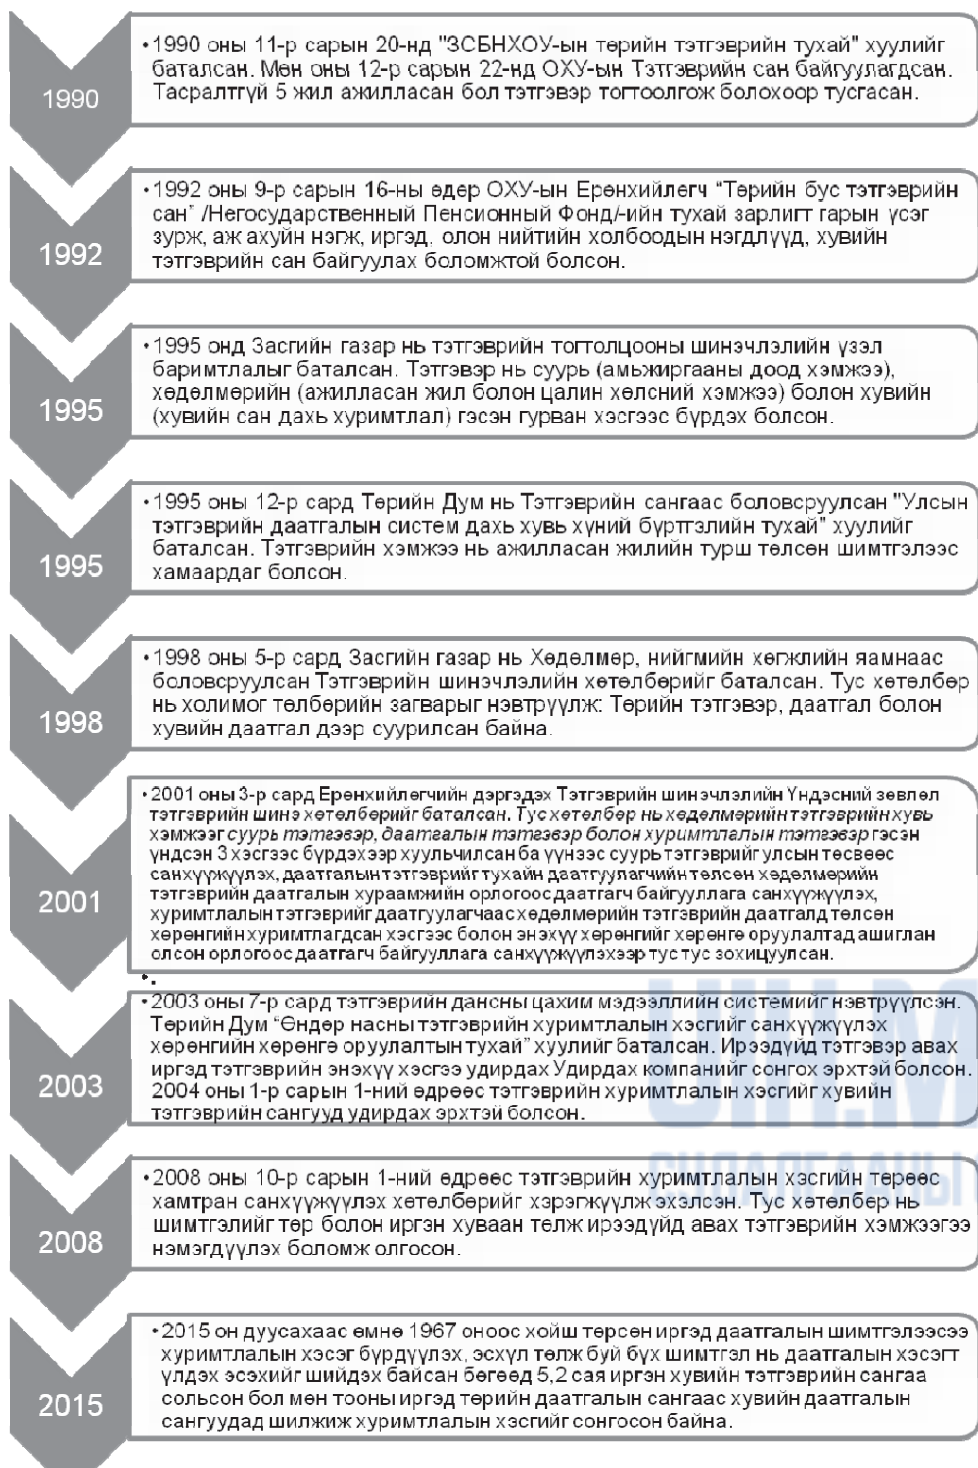 1990
•1990 оны 11-р сарын 20-нд "ЗСБНХОУ-ын төрийн тэтгэврийн тухай" хуулийг
баталсан. Мөн оны 12-р сарын 22-нд ОХУ-ын Тэтгэврийн сан байгуулагдсан.
Тасралтгүй 5 жил ажилласан бол тэтгэвэр тогтоолгож болохоор тусгасан.
1992
•1992 оны 9-р сарын 16-ны өдөр ОХУ-ын Ерөнхийлөгч “Төрийн бус тэтгэврийн
сан” /Негосударственный Пенсионный Фонд/-ийн тухай зарлигт гарын үсэг
зурж, аж ахуйн нэгж, иргэд, олон нийтийн холбоодын нэгдлүүд, хувийн
тэтгэврийн сан байгуулах боломжтой болсон.
1995
•1995 онд Засгийн газар нь тэтгэврийн тогтолцооны шинэчлэлийн үзэл
баримтлалыг баталсан. Тэтгэвэр нь суурь (амьжиргааны доод хэмжээ),
хөдөлмөрийн (ажилласан жил болон цалин хөлсний хэмжээ) болон хувийн
(хувийн сан дахь хуримтлал) гэсэн гурван хэсгээс бүрдэх болсон.
1995
•1995 оны 12-р сард Төрийн Дум нь Тэтгэврийн сангаас боловсруулсан "Улсын
тэтгэврийн даатгалын систем дахь хувь хүний бүртгэлийн тухай" хуулийг
баталсан. Тэтгэврийн хэмжээ нь ажилласан жилийн турш төлсөн шимтгэлээс
хамаардаг болсон.
1998
•1998 оны 5-р сард Засгийн газар нь Хөдөлмөр, нийгмийн хөгжлийн яамнаас
боловсруулсан Тэтгэврийн шинэчлэлийн хөтөлбөрийг баталсан. Тус хөтөлбөр
нь холимог төлбөрийн загварыг нэвтрүүлж: Төрийн тэтгэвэр, даатгал болон
хувийн даатгал дээр суурилсан байна.
2001
•2001 оны 3-р сард Ерөнхийлөгчийн дэргэдэх Тэтгэврийн шинэчлэлийн Үндэсний зөвлөл
тэтгэврийн шинэ хөтөлбөрийг баталсан. Тус хөтөлбөр нь хөдөлмөрийн тэтгэврийн хувь
хэмжээг суурь тэтгэвэр, даатгалын тэтгэвэр болон хуримтлалын тэтгэвэр гэсэн
үндсэн 3 хэсгээс бүрдэхээр хуульчилсан ба үүнээс суурь тэтгэврийг улсын төсвөөс
санхүүжүүлэх, даатгалын тэтгэврийг тухайн даатгуулагчийн төлсөн хөдөлмөрийн
тэтгэврийн даатгалын хураамжийн орлогоос даатгагч байгууллага санхүүжүүлэх,
хуримтлалын тэтгэврийг даатгуулагчаас хөдөлмөрийн тэтгэврийн даатгалд төлсөн
хөрөнгийн хуримтлагдсан хэсгээс болон энэхүү хөрөнгийг хөрөнгө оруулалтад ашиглан
олсон орлогоос даатгагч байгууллага санхүүжүүлэхээр тус тус зохицуулсан.
•.
2003
•2003 оны 7-р сард тэтгэврийн дансны цахим мэдээллийн системийг нэвтрүүлсэн.
Төрийн Дум “Өндөр насны тэтгэврийн хуримтлалын хэсгийг санхүүжүүлэх
хөрөнгийн хөрөнгө оруулалтын тухай” хуулийг баталсан. Ирээдүйд тэтгэвэр авах
иргэд тэтгэврийн энэхүү хэсгээ удирдах Удирдах компанийг сонгох эрхтэй болсон.
2004 оны 1-р сарын 1-ний өдрөөс тэтгэврийн хуримтлалын хэсгийг хувийн
тэтгэврийн сангууд удирдах эрхтэй болсон.
2008
•2008 оны 10-р сарын 1-ний өдрөөс тэтгэврийн хуримтлалын хэсгийн төрөөс
хамтран санхүүжүүлэх хөтөлбөрийг хэрэгжүүлж эхэлсэн. Тус хөтөлбөр нь
шимтгэлийг төр болон иргэн хуваан төлж ирээдүйд авах тэтгэврийн хэмжээгээ
нэмэгдүүлэх боломж олгосон.
2015
•2015 он дуусахаас өмнө 1967 оноос хойш төрсөн иргэд даатгалын шимтгэлээсээ
хуримтлалын хэсэг бүрдүүлэх, эсхүл төлж буй бүх шимтгэл нь даатгалын хэсэгт
үлдэх эсэхийг шийдэх байсан бөгөөд 5,2 сая иргэн хувийн тэтгэврийн сангаа
сольсон бол мөн тооны иргэд төрийн даатгалын сангаас хувийн даатгалын
сангуудад шилжиж хуримтлалын хэсгийг сонгосон байна.